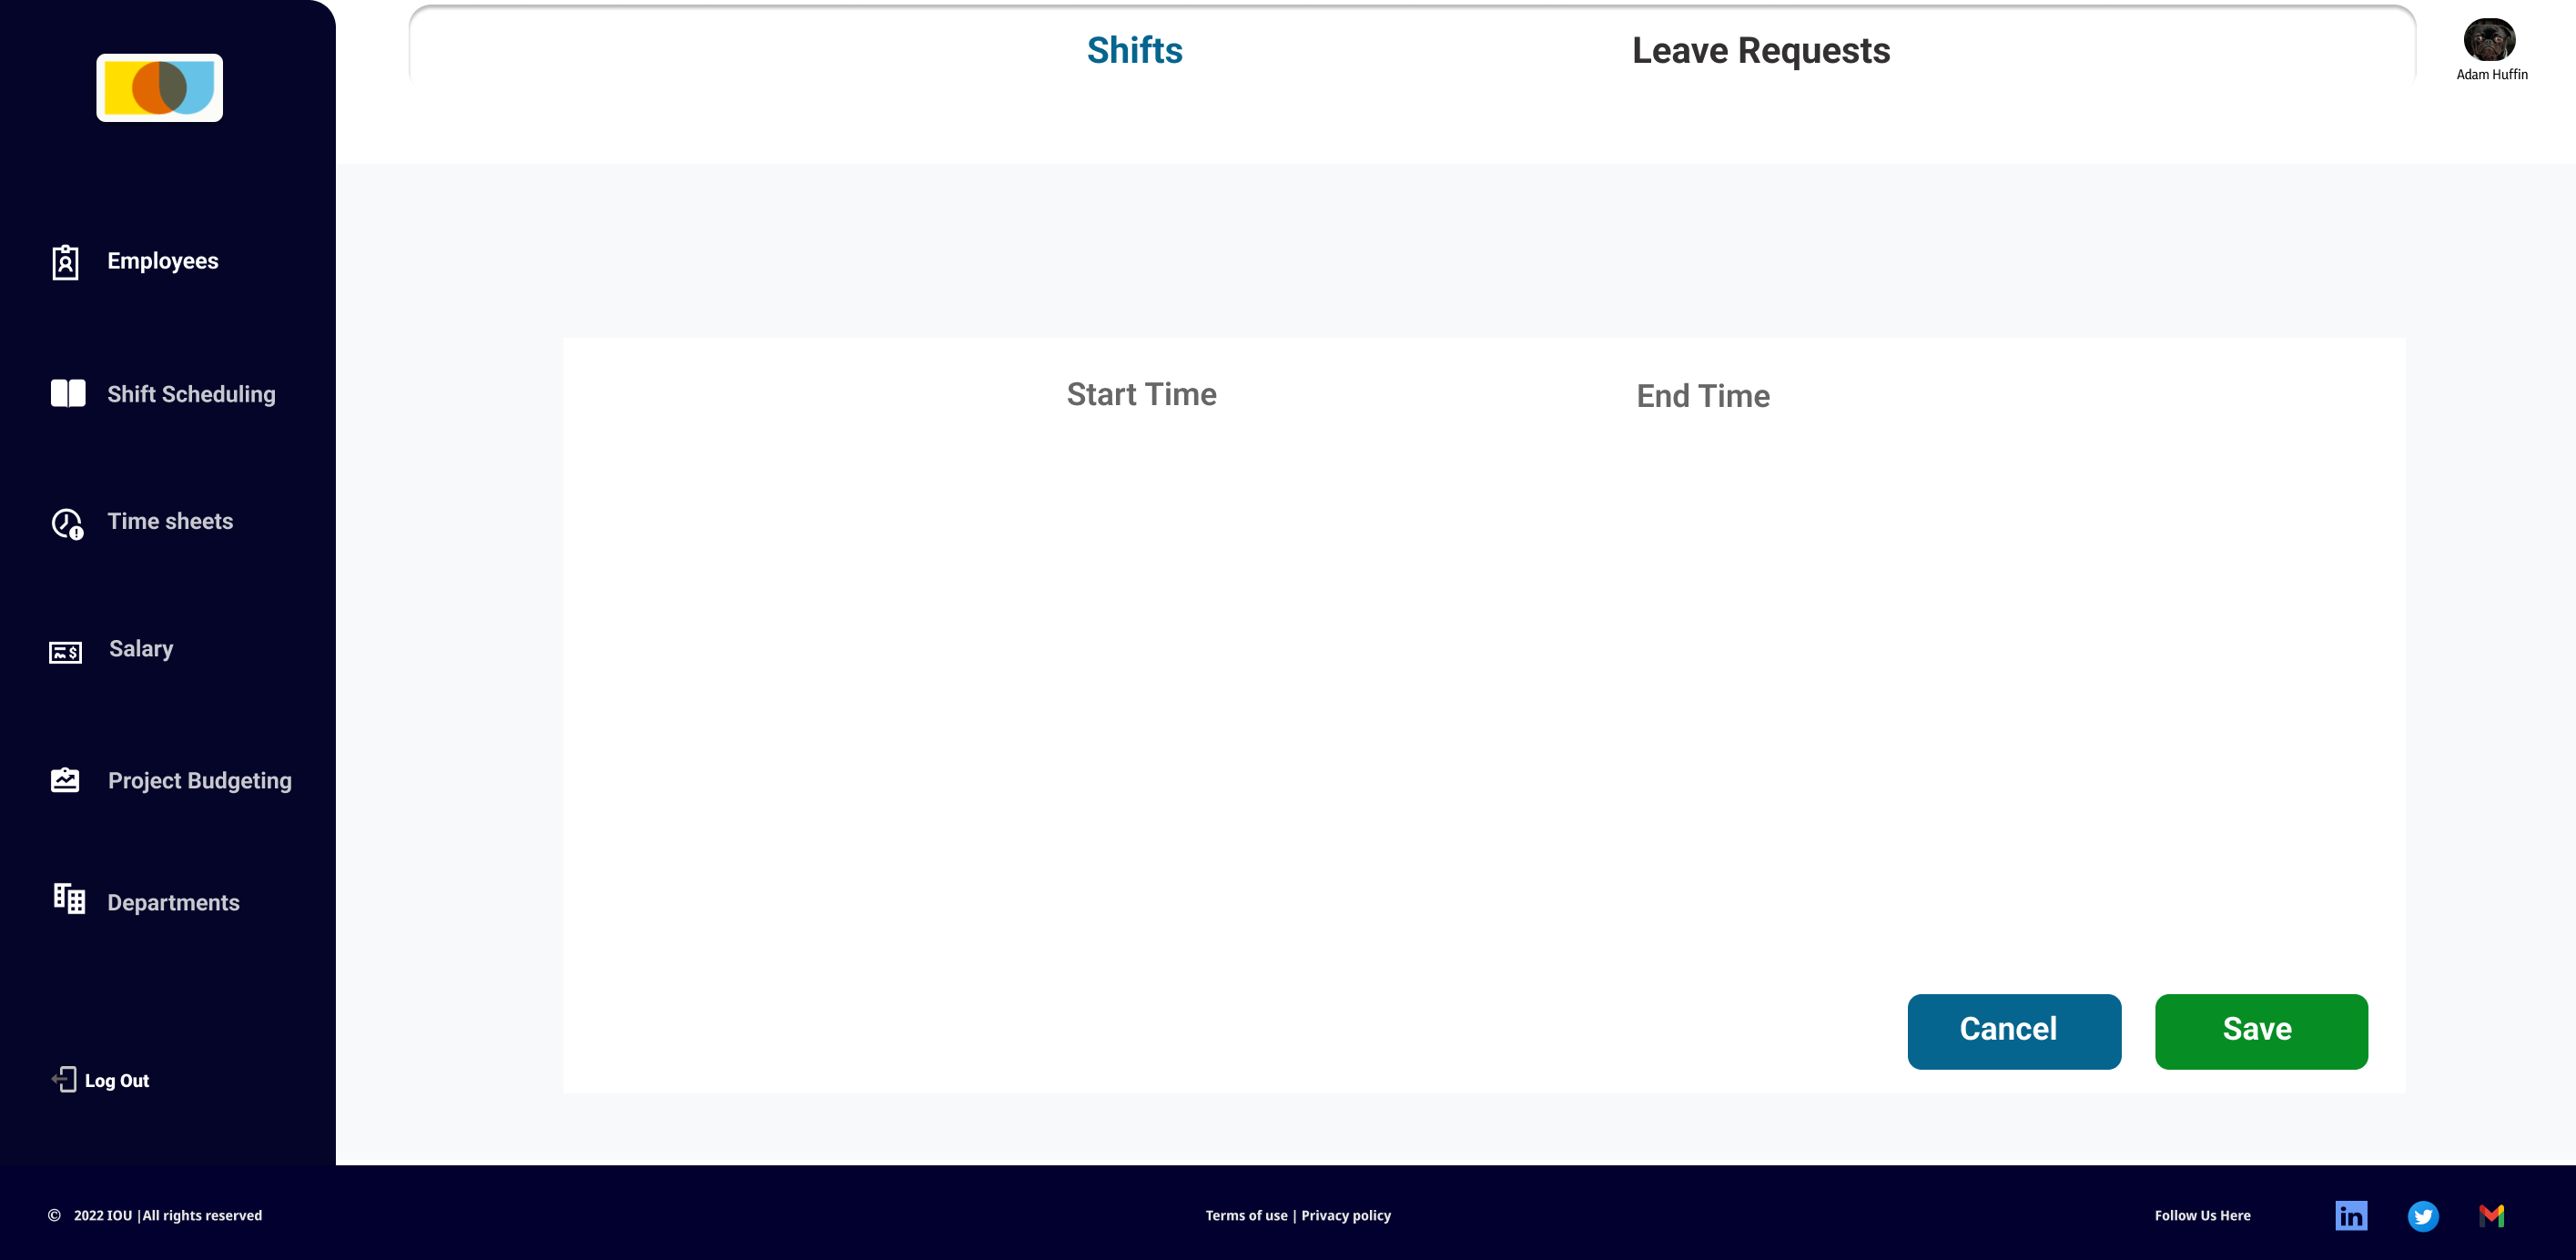 Shifts
Leave Requests
Adam Huffin
Employees
Shift Scheduling
Time sheets
Salary
Project Budgeting
Departments
Log Out
Start Time
End Time
Cancel
Save
© 2022 IOU |All rights reserved
Terms of use | Privacy policy
Follow Us Here
in